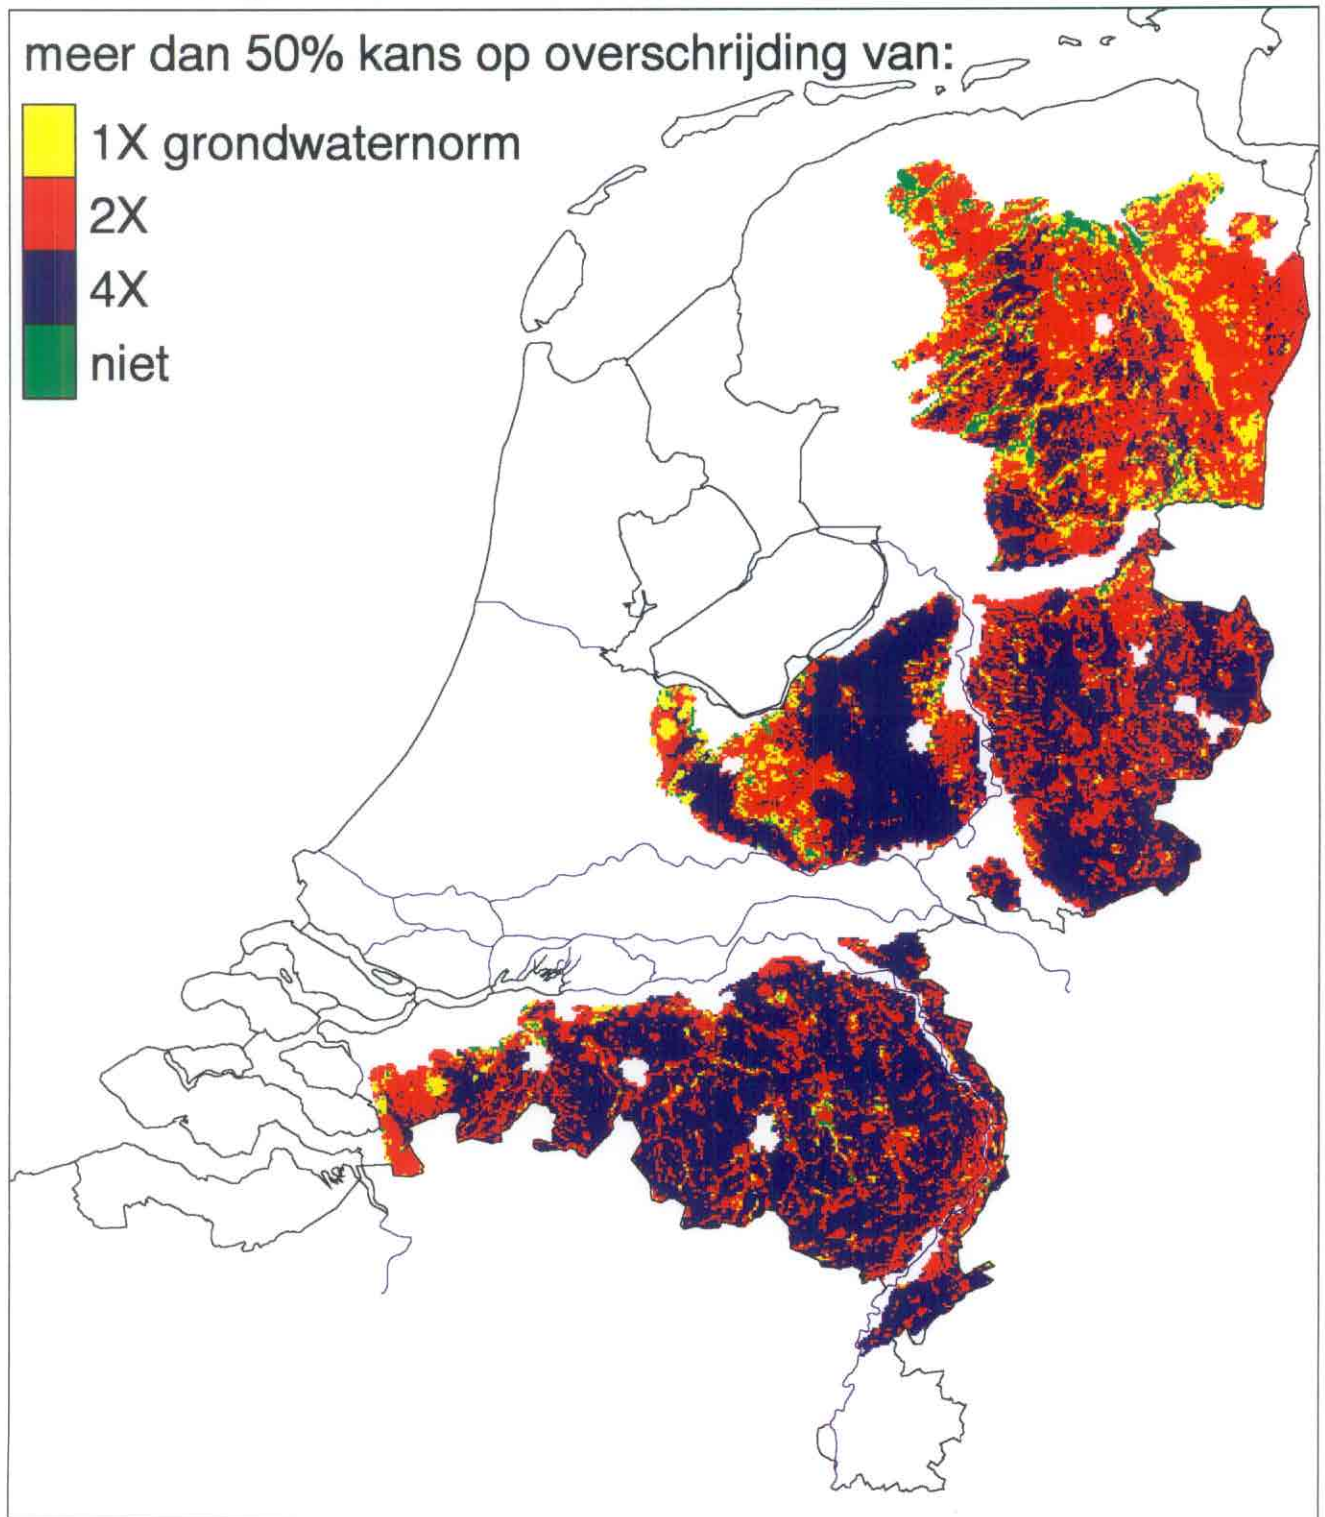 meer dan 50% kans op overschrijding van:
1X grondwaternorm
2X
4X
niet